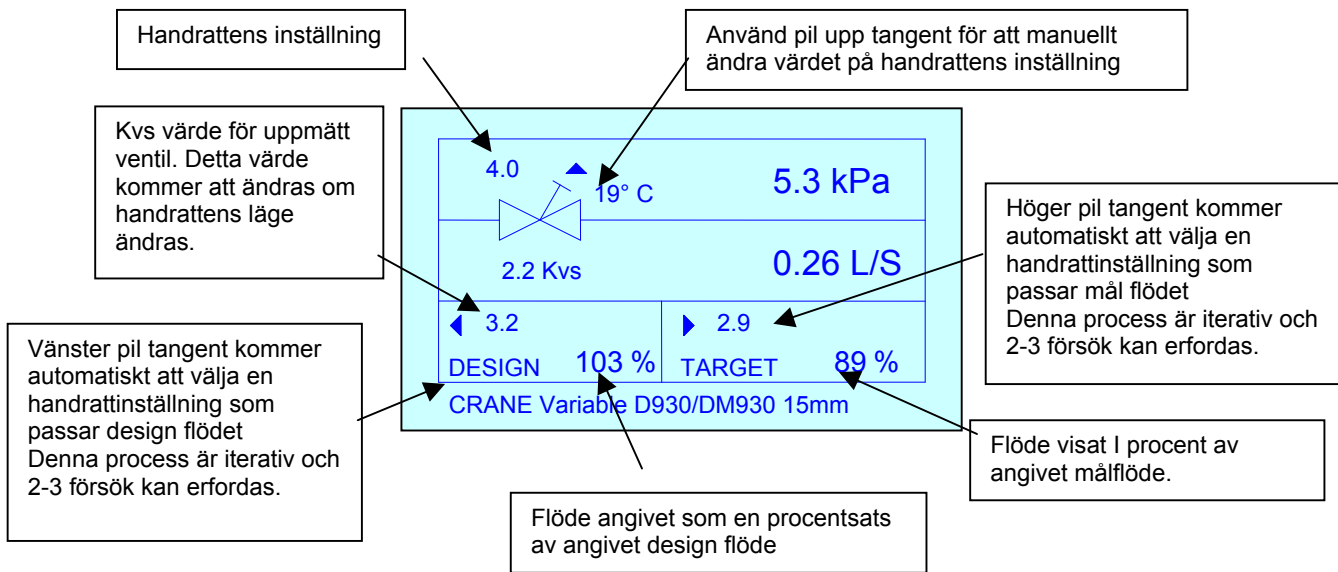 Handrattens inställning
Använd pil upp tangent för att manuellt
ändra värdet på handrattens inställning
Kvs värde för uppmätt
ventil. Detta värde
kommer att ändras om
handrattens läge
ändras.
4.0
19° C
5.3 kPa
2.2 Kvs
0.26 L/S
3.2
DESIGN 103 %
2.9
TARGET 89 %
CRANE Variable D930/DM930 15mm
Höger pil tangent kommer
automatiskt att välja en
handrattinställning som
passar mål flödet
Denna process är iterativ och
2-3 försök kan erfordas.
Vänster pil tangent kommer
automatiskt att välja en
handrattinställning som
passar design flödet
Denna process är iterativ och
2-3 försök kan erfordas.
Flöde visat I procent av
angivet målflöde.
Flöde angivet som en procentsats
av angivet design flöde